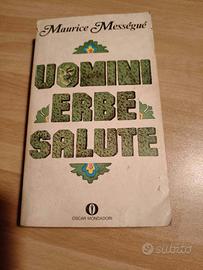 Maurice Mességué
UOMINI
ERBE
SALUTE
OSCAR MONDADORI
subito